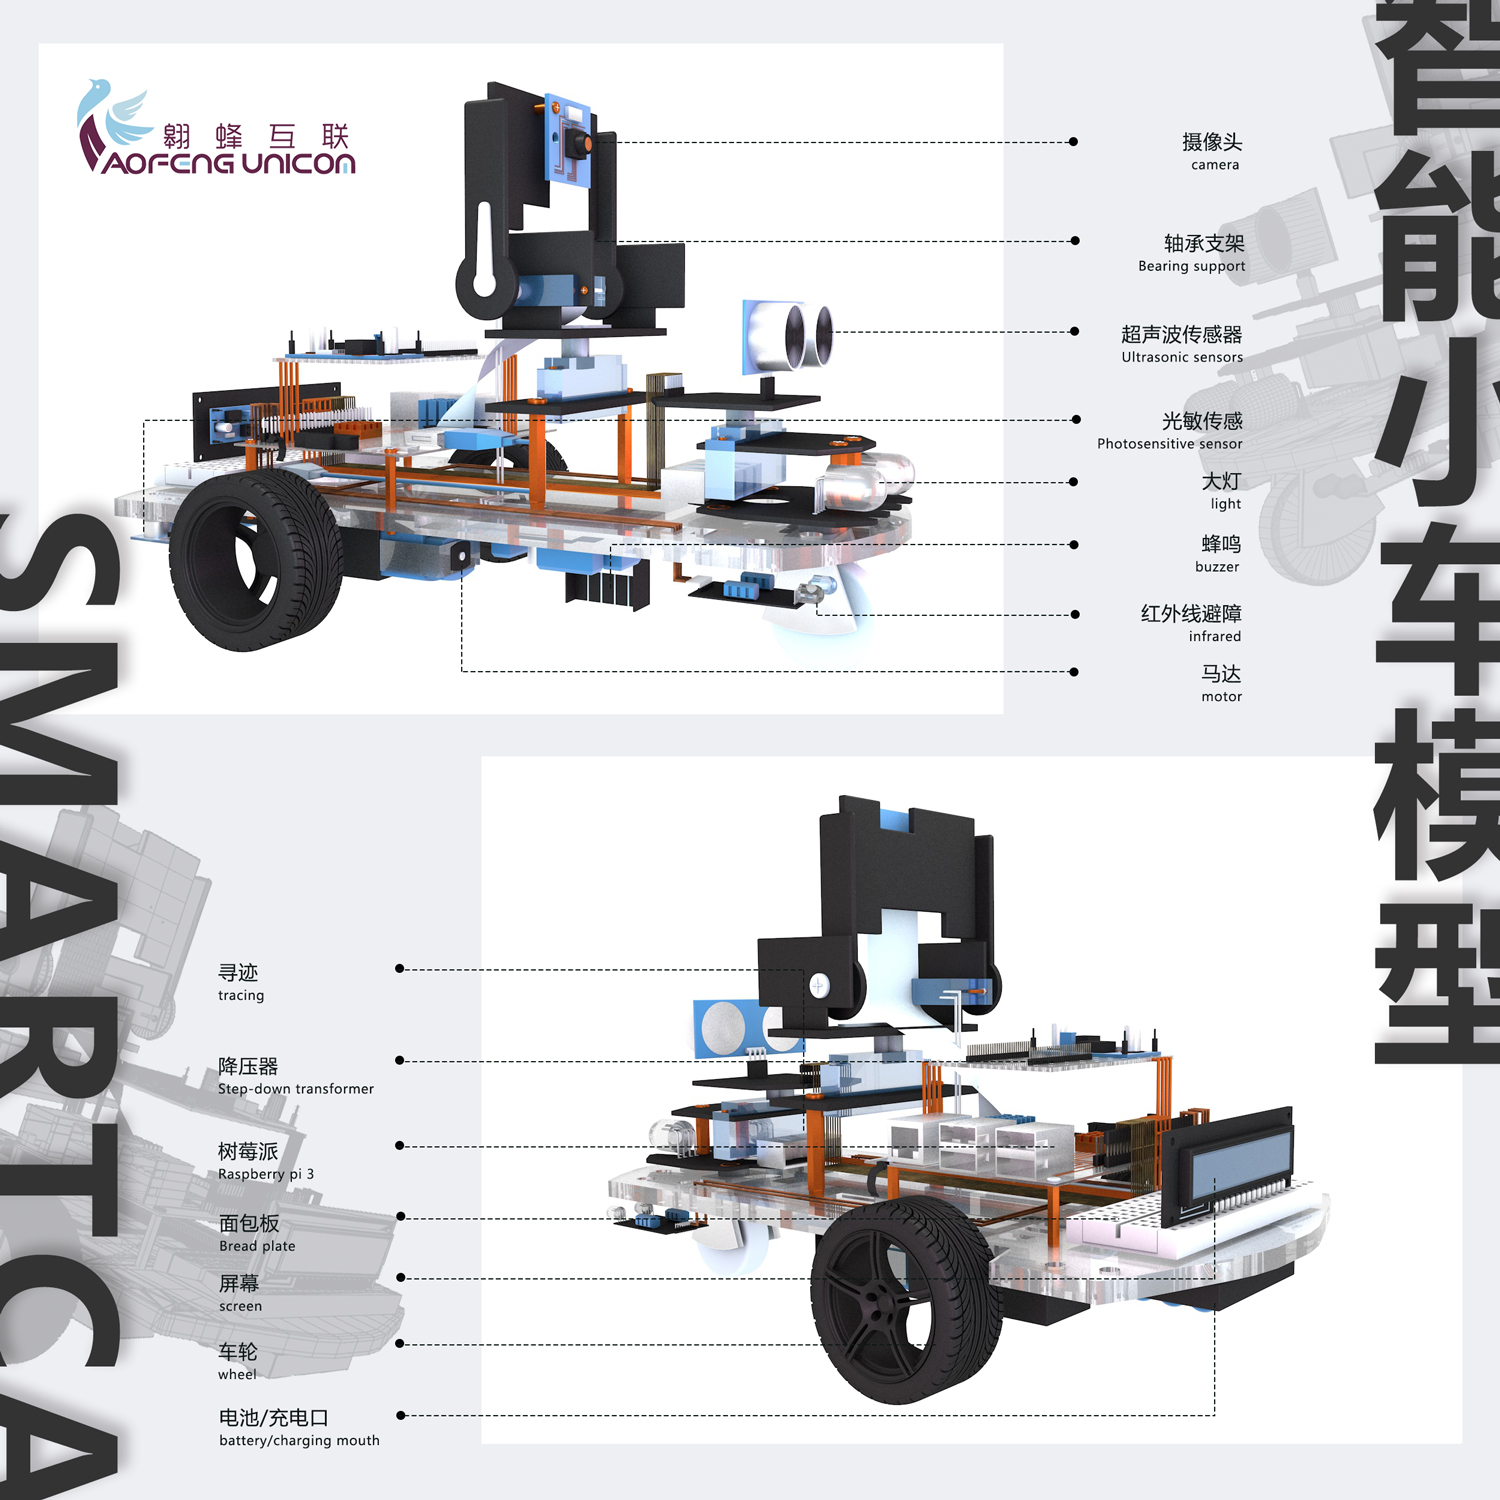 翱蜂互联
AOFENG UNICOM
摄像头
camera
轴承支架
Bearing support
超声波传感器
Ultrasonic sensors
光敏传感
Photosensitive sensor
大灯
light
蜂鸣
buzzer
红外线避障
infrared
马达
motor
智能小车模型
SMART CA
寻迹
tracing
降压器
Step-down transformer
树莓派
Raspberry pi 3
面包板
Bread plate
屏幕
screen
车轮
wheel
电池/充电口
battery/charging mouth